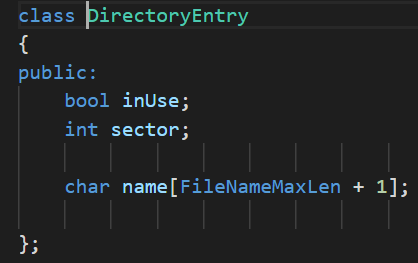 class DirectoryEntry
{
public:
bool inUse;
int sector;
char name[FileNameMaxLen + 1];
};